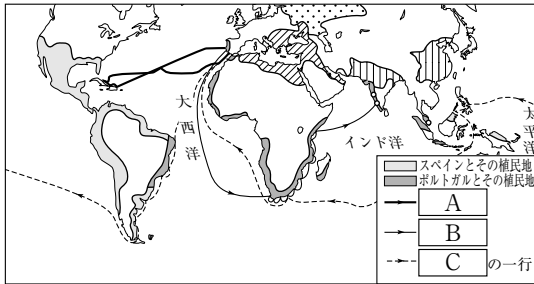 大西洋
インド洋
太平洋
スペインとその植民地
ポルトガルとその植民地
A
B
Cの一行